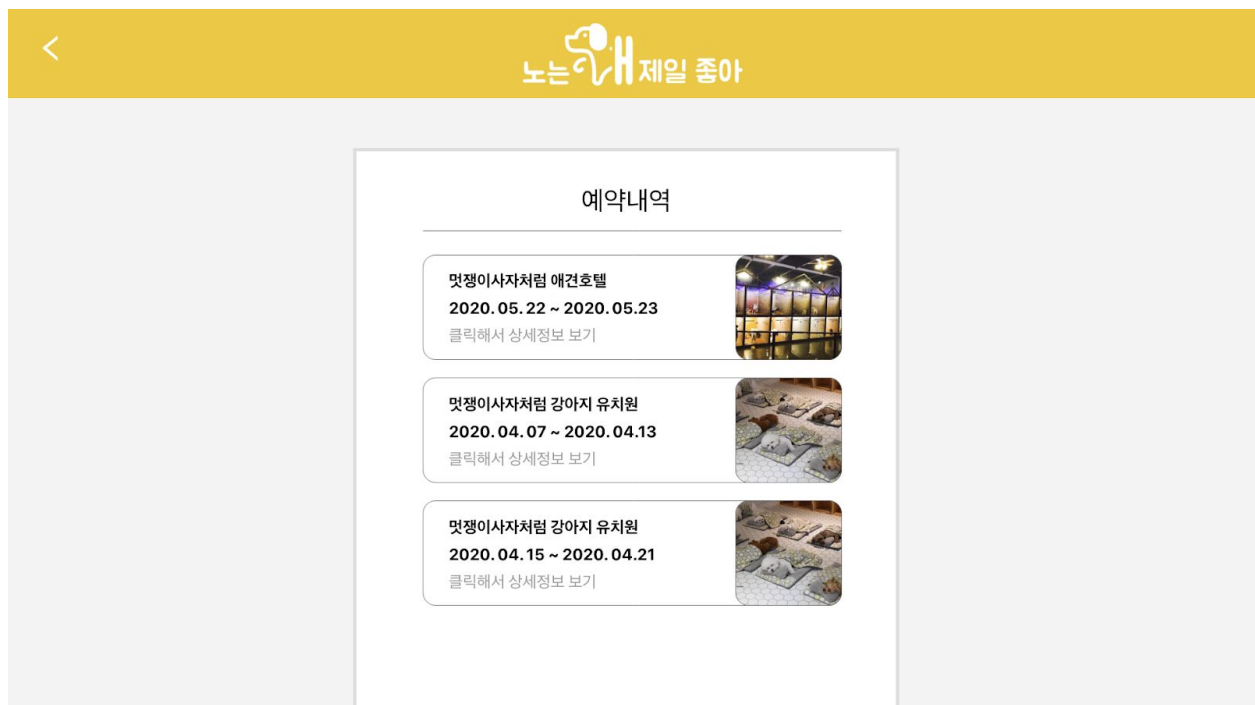 노는 개 제일 좋아
예약내역
멋쟁이사자처럼 애견호텔
2020. 05. 22 ~ 2020. 05. 23
클릭해서 상세정보 보기
멋쟁이사자처럼 강아지 유치원
2020. 04. 07 ~ 2020. 04. 13
클릭해서 상세정보 보기
멋쟁이사자처럼 강아지 유치원
2020. 04. 15 ~ 2020. 04. 21
클릭해서 상세정보 보기